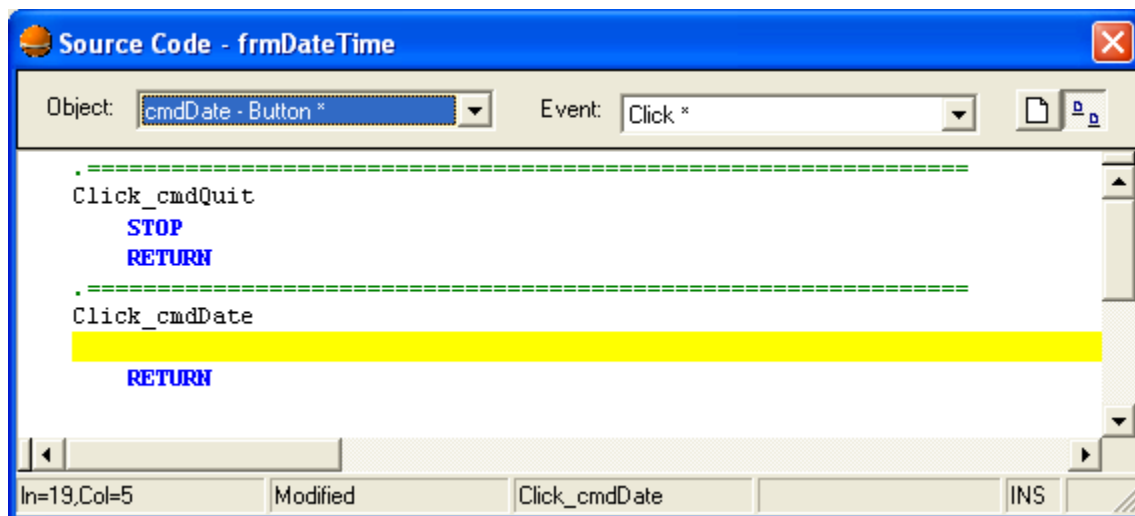 Source Code - frmDateTime
Object: cmdDate - Button * Event: Click *
.===============================================================
Click_cmdQuit
STOP
RETURN
.===============================================================
Click_cmdDate
RETURN
ln=19,Col=5 Modified Click_cmdDate INS